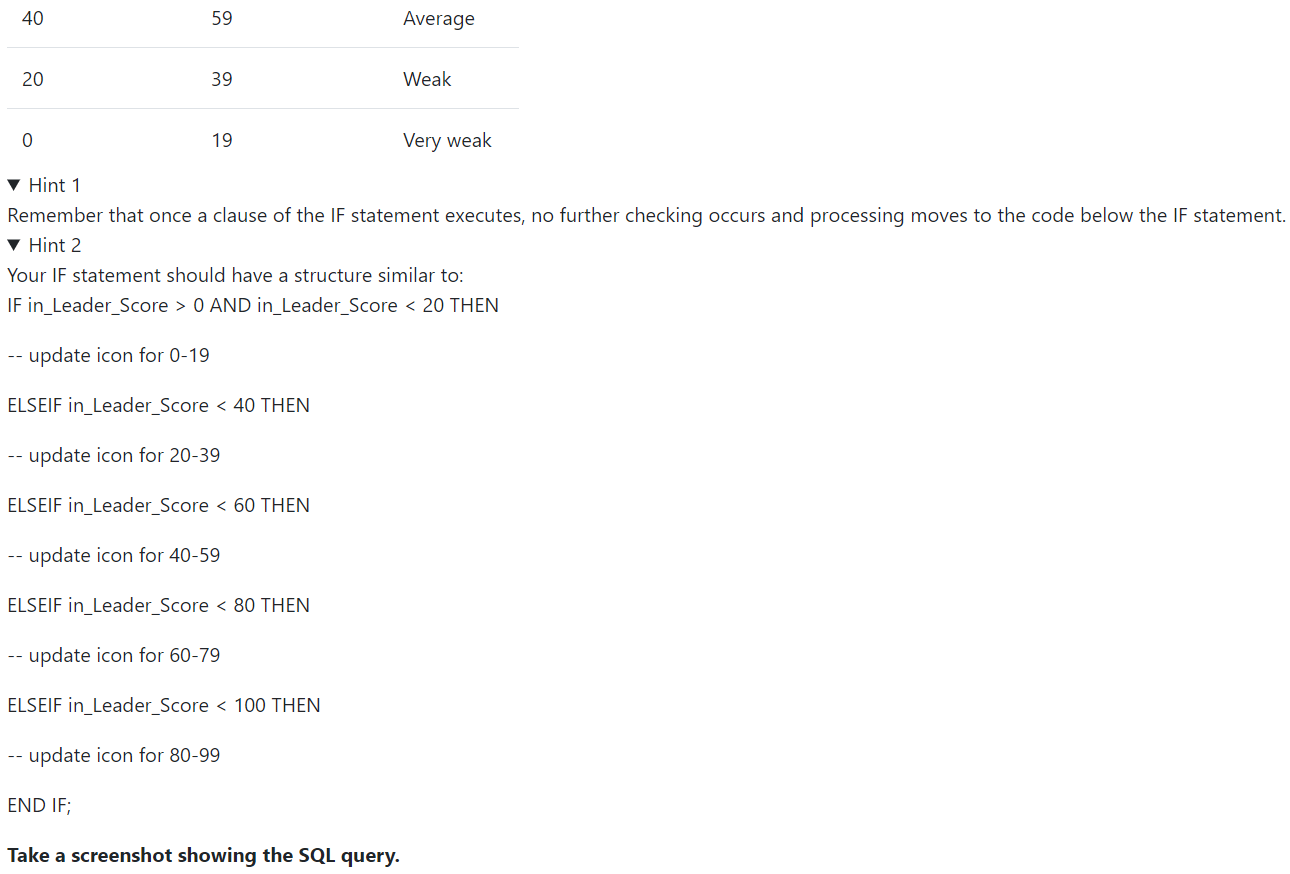 40 59 Average
20 39 Weak
0 19 Very weak
▼ Hint 1
Remember that once a clause of the IF statement executes, no further checking occurs and processing moves to the code below the IF statement.
▼ Hint 2
Your IF statement should have a structure similar to:
IF in_Leader_Score > 0 AND in_Leader_Score < 20 THEN
-- update icon for 0-19
ELSEIF in_Leader_Score < 40 THEN
-- update icon for 20-39
ELSEIF in_Leader_Score < 60 THEN
-- update icon for 40-59
ELSEIF in_Leader_Score < 80 THEN
-- update icon for 60-79
ELSEIF in_Leader_Score < 100 THEN
-- update icon for 80-99
END IF;
Take a screenshot showing the SQL query.